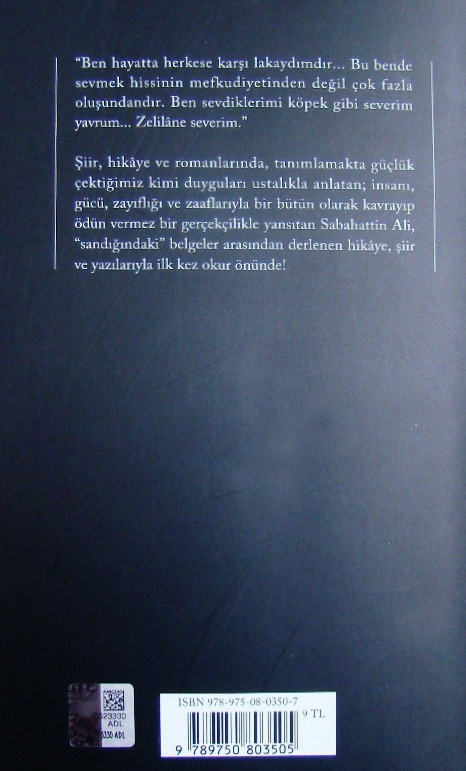 “Ben hayatta herkese karşı lakaydımdır... Bu bende
sevmek hissinin mefkudiyetinden değil çok fazla
oluşundandır. Ben sevdiklerimi köpek gibi severim
yavrum... Zelilâne severim.”
Şiir, hikâye ve romanlarında, tanımlamakta güçlük
çektiğimiz kimi duyguları ustalıkla anlatan; insanı,
gücü, zayıflığı ve zaaflarıyla bir bütün olarak kavrayıp
ödün vermez bir gerçekçilikle yansıtan Sabahattin Ali,
“sandığındaki” belgeler arasından derlenen hikâye, şiir
ve yazılarıyla ilk kez okur önünde!
ISBN 978-975-08-0350-7
9 TL
9 789750 803505
0523330
ADL
3330 ADL